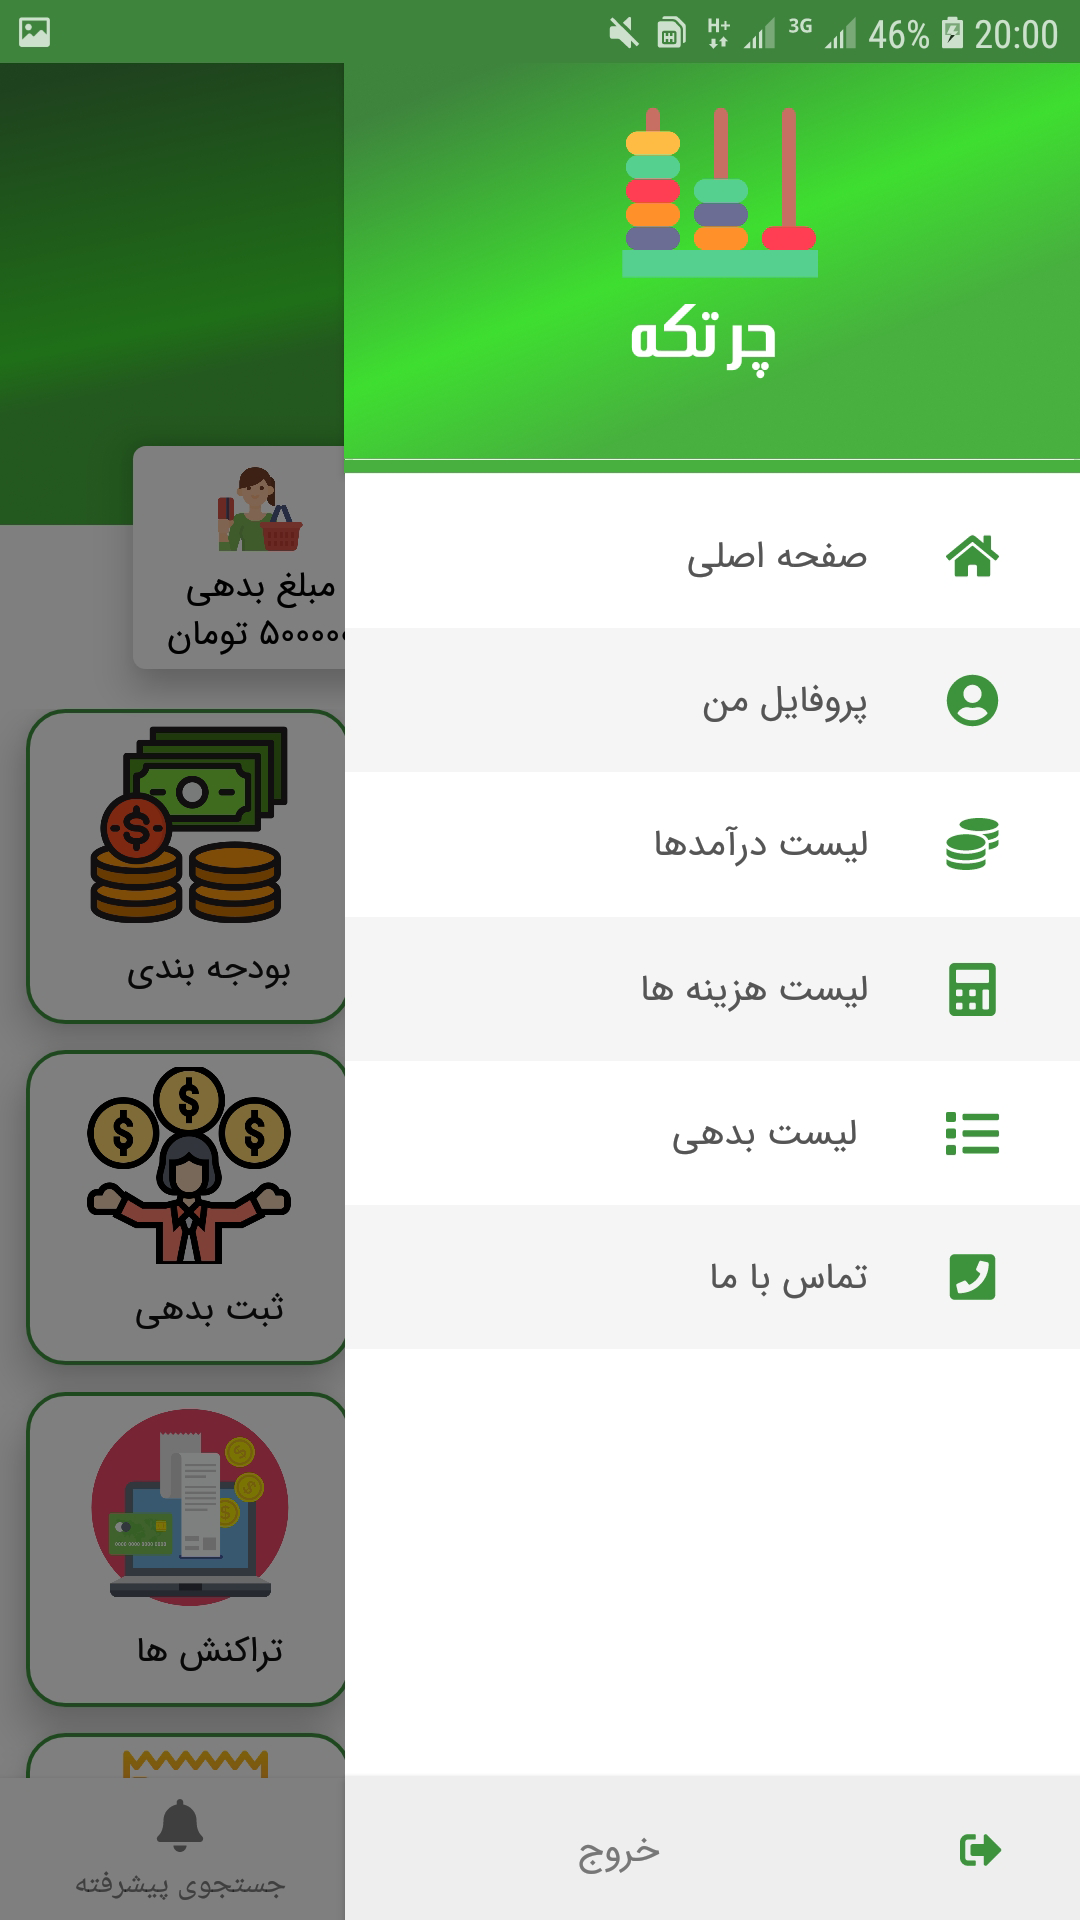 H+ 3G 46% 20:00
چرتکه
صفحه اصلی
پروفایل من
لیست درآمدها
لیست هزینه ها
لیست بدهی
تماس با ما
خروج
مبلغ بدهی
تومان
بودجه بندی
ثبت بدهی
تراکنش ها
جستجوی پیشرفته